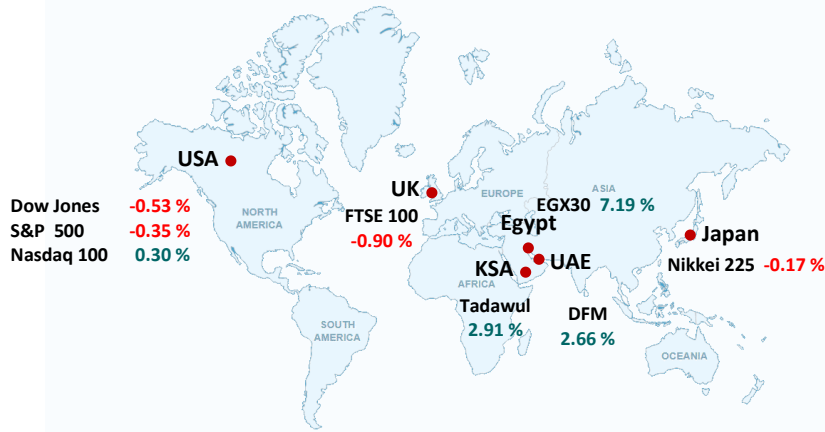 USA
Dow Jones -0.53 %
S&P 500 -0.35 %
Nasdaq 100 0.30 %
NORTH
AMERICA
SOUTH
AMERICA
UK
FTSE 100
-0.90 %
EUROPE
ASIA
EGX30 7.19 %
Egypt
KSA
UAE
AFRICA
Tadawul
2.91 %
DFM
2.66 %
Japan
Nikkei 225 -0.17 %
OCEANIA